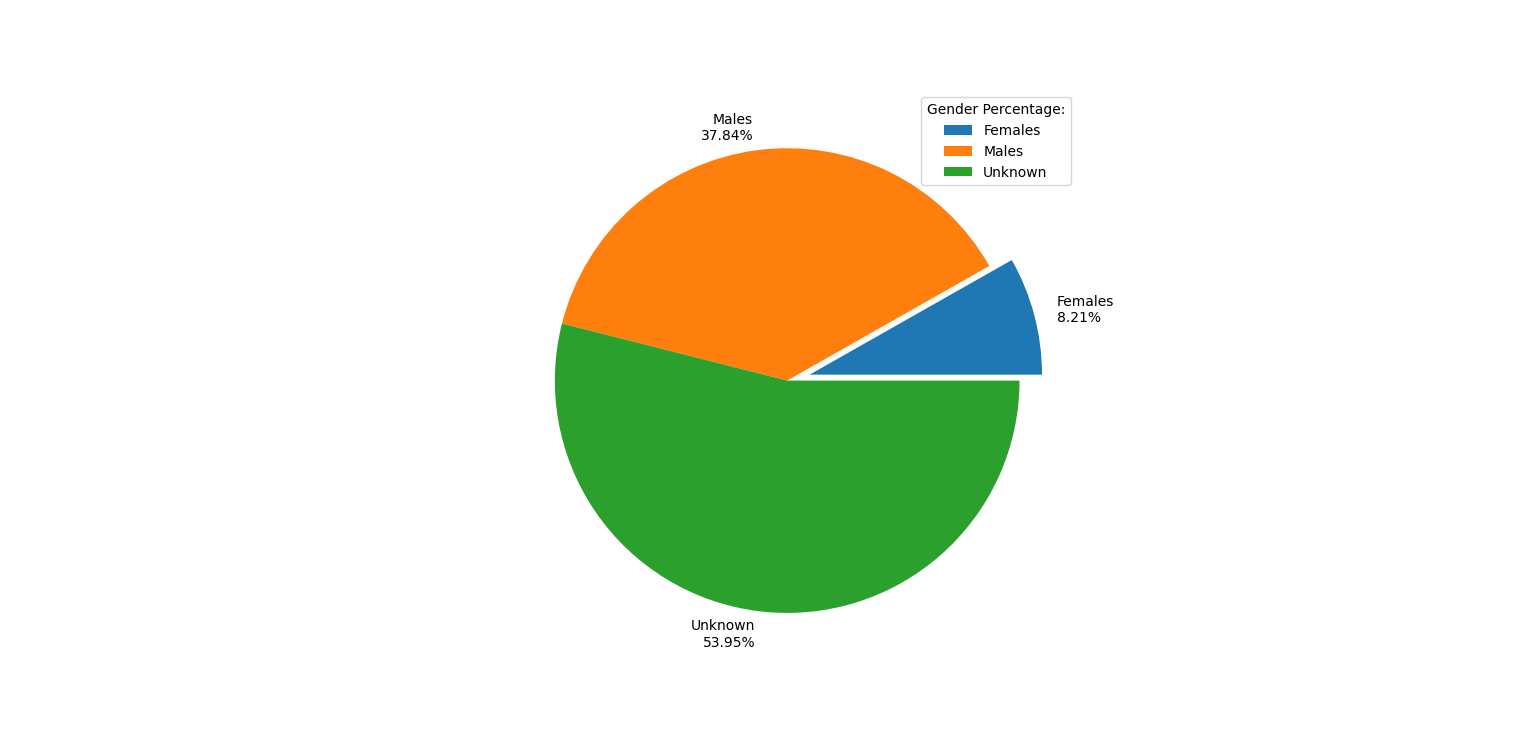 Males
37.84%
Gender Percentage:
Females
Males
Unknown
Females
8.21%
Unknown
53.95%